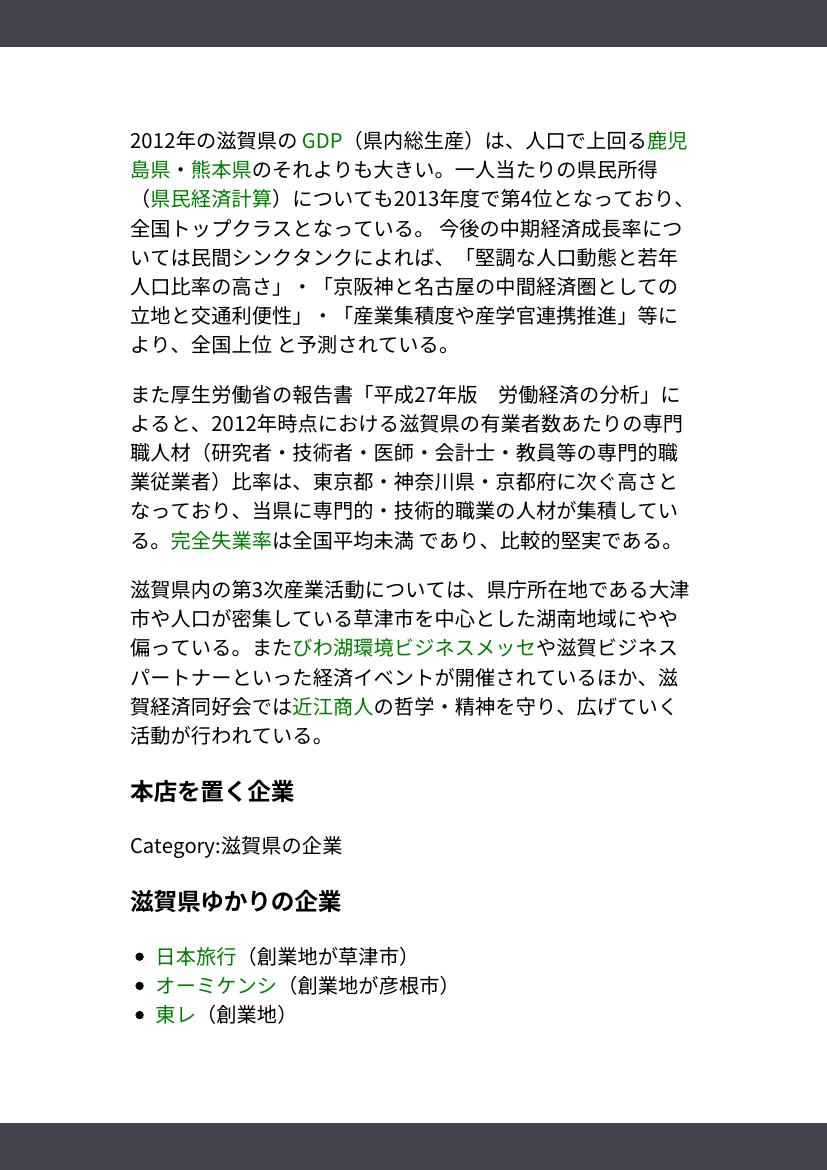 2012年の滋賀県の GDP（県内総生産）は、人口で上回る鹿児
島県・熊本県のそれよりも大きい。一人当たりの県民所得
（県民経済計算）についても2013年度で第4位となっており、
全国トップクラスとなっている。 今後の中期経済成長率につ
いては民間シンクタンクによれば、「堅調な人口動態と若年
人口比率の高さ」・「京阪神と名古屋の中間経済圏としての
立地と交通利便性」・「産業集積度や産学官連携推進」等に
より、全国上位 と予測されている。
また厚生労働省の報告書「平成27年版　労働経済の分析」に
よると、2012年時点における滋賀県の有業者数あたりの専門
職人材（研究者・技術者・医師・会計士・教員等の専門的職
業従業者）比率は、東京都・神奈川県・京都府に次ぐ高さと
なっており、当県に専門的・技術的職業の人材が集積してい
る。完全失業率は全国平均未満 であり、比較的堅実である。
滋賀県内の第3次産業活動については、県庁所在地である大津
市や人口が密集している草津市を中心とした湖南地域にやや
偏っている。またびわ湖環境ビジネスメッセや滋賀ビジネス
パートナーといった経済イベントが開催されているほか、滋
賀経済同好会では近江商人の哲学・精神を守り、広げていく
活動が行われている。
本店を置く企業
Category:滋賀県の企業
滋賀県ゆかりの企業
• 日本旅行（創業地が草津市）
• オーミケンシ（創業地が彦根市）
• 東レ（創業地）